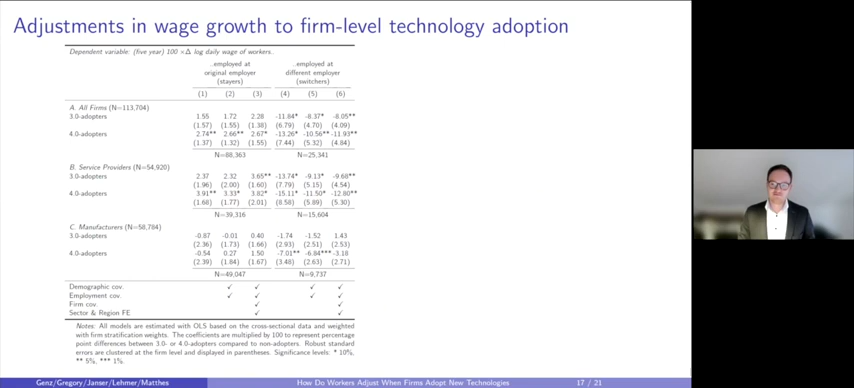 Adjustments in wage growth to firm-level technology adoption
Dependent variable: (five year) 100 ×Δ log daily wage of workers..
..employed at original employer (stayers) ..employed at different employer (switchers)
(1) (2) (3) (4) (5) (6)
A. All Firms (N=113,704)
3.0-adopters 1.55 1.72 2.28 -11.84* -8.37* -8.05**
(1.57) (1.55) (1.38) (6.79) (4.70) (4.09)
4.0-adopters 2.74** 2.66** 2.67* -13.26* -10.56** -11.93**
(1.37) (1.32) (1.55) (7.44) (5.32) (4.84)
N=88,363 N=25,341
B. Service Providers (N=54,920)
3.0-adopters 2.37 2.32 3.65** -13.74* -9.13* -9.68**
(1.96) (2.00) (1.60) (7.79) (5.15) (4.54)
4.0-adopters 3.91** 3.33* 3.82* -15.11* -11.50* -12.80**
(1.68) (1.77) (2.01) (8.58) (5.89) (5.30)
N=39,316 N=15,604
C. Manufacturers (N=58,784)
3.0-adopters -0.87 -0.01 0.40 -1.74 -1.52 1.43
(2.36) (1.73) (1.66) (2.93) (2.51) (2.53)
4.0-adopters -0.54 0.27 1.50 -7.01** -6.84*** -3.18
(2.39) (1.84) (1.67) (3.48) (2.63) (2.71)
N=49,047 N=9,737
Demographic cov. ✓ ✓ ✓ ✓
Employment cov. ✓ ✓ ✓ ✓
Firm cov. ✓ ✓
Sector & Region FE ✓ ✓
Notes: All models are estimated with OLS based on the cross-sectional data and weighted
with firm stratification weights. The coefficients are multiplied by 100 to represent percentage
point differences between 3.0- or 4.0-adopters compared to non-adopters. Robust standard
errors are clustered at the firm level and displayed in parentheses. Significance levels: * 10%,
** 5%, *** 1%.
Genz/Gregory/Janser/Lehmer/Matthes How Do Workers Adjust When Firms Adopt New Technologies 17 / 21